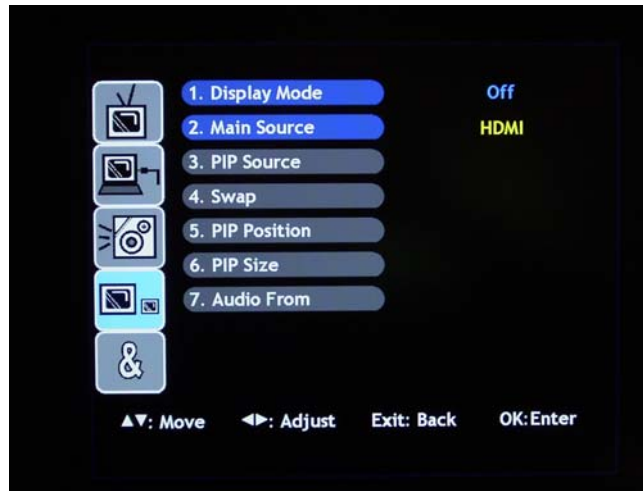 1. Display Mode Off
2. Main Source HDMI
3. PIP Source
4. Swap
5. PIP Position
6. PIP Size
7. Audio From
&
▲▼: Move ◀▶: Adjust Exit: Back OK:Enter